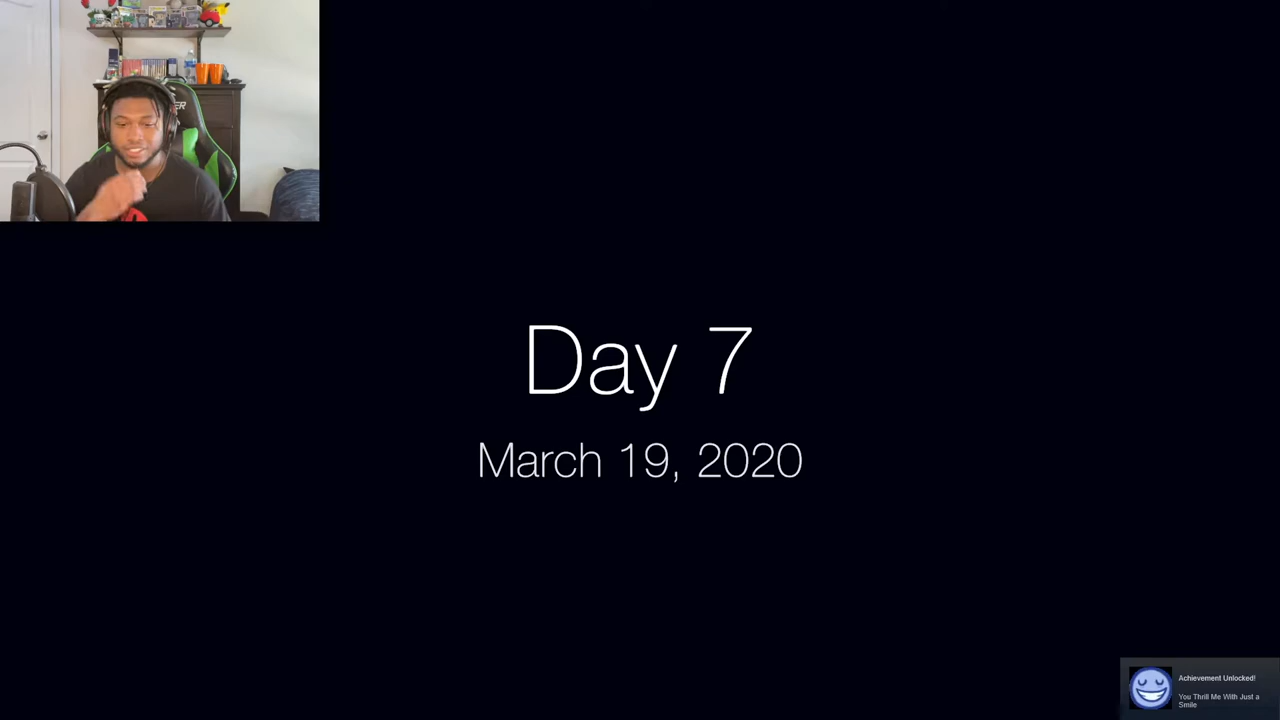 Day 7
March 19, 2020
Achievement Unlocked!
You Thrill Me With Just a
Smile